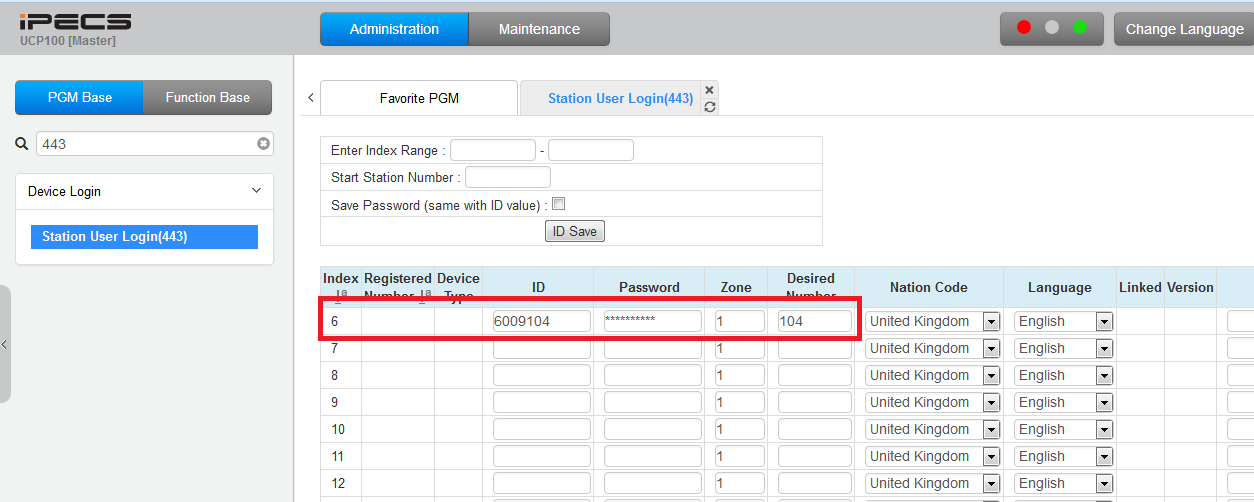 iPECS
UCP100 [Master]
Administration
Maintenance
Change Language
PGM Base
Function Base
443
Device Login
Station User Login(443)
Favorite PGM
Station User Login(443)
Enter Index Range : -
Start Station Number :
Save Password (same with ID value) :
ID Save
Index Registered Number Device Type ID Password Zone Desired Number Nation Code Language Linked Version
6 6009104 ********** 1 104 United Kingdom English
7 1 United Kingdom English
8 1 United Kingdom English
9 1 United Kingdom English
10 1 United Kingdom English
11 1 United Kingdom English
12 1 United Kingdom English